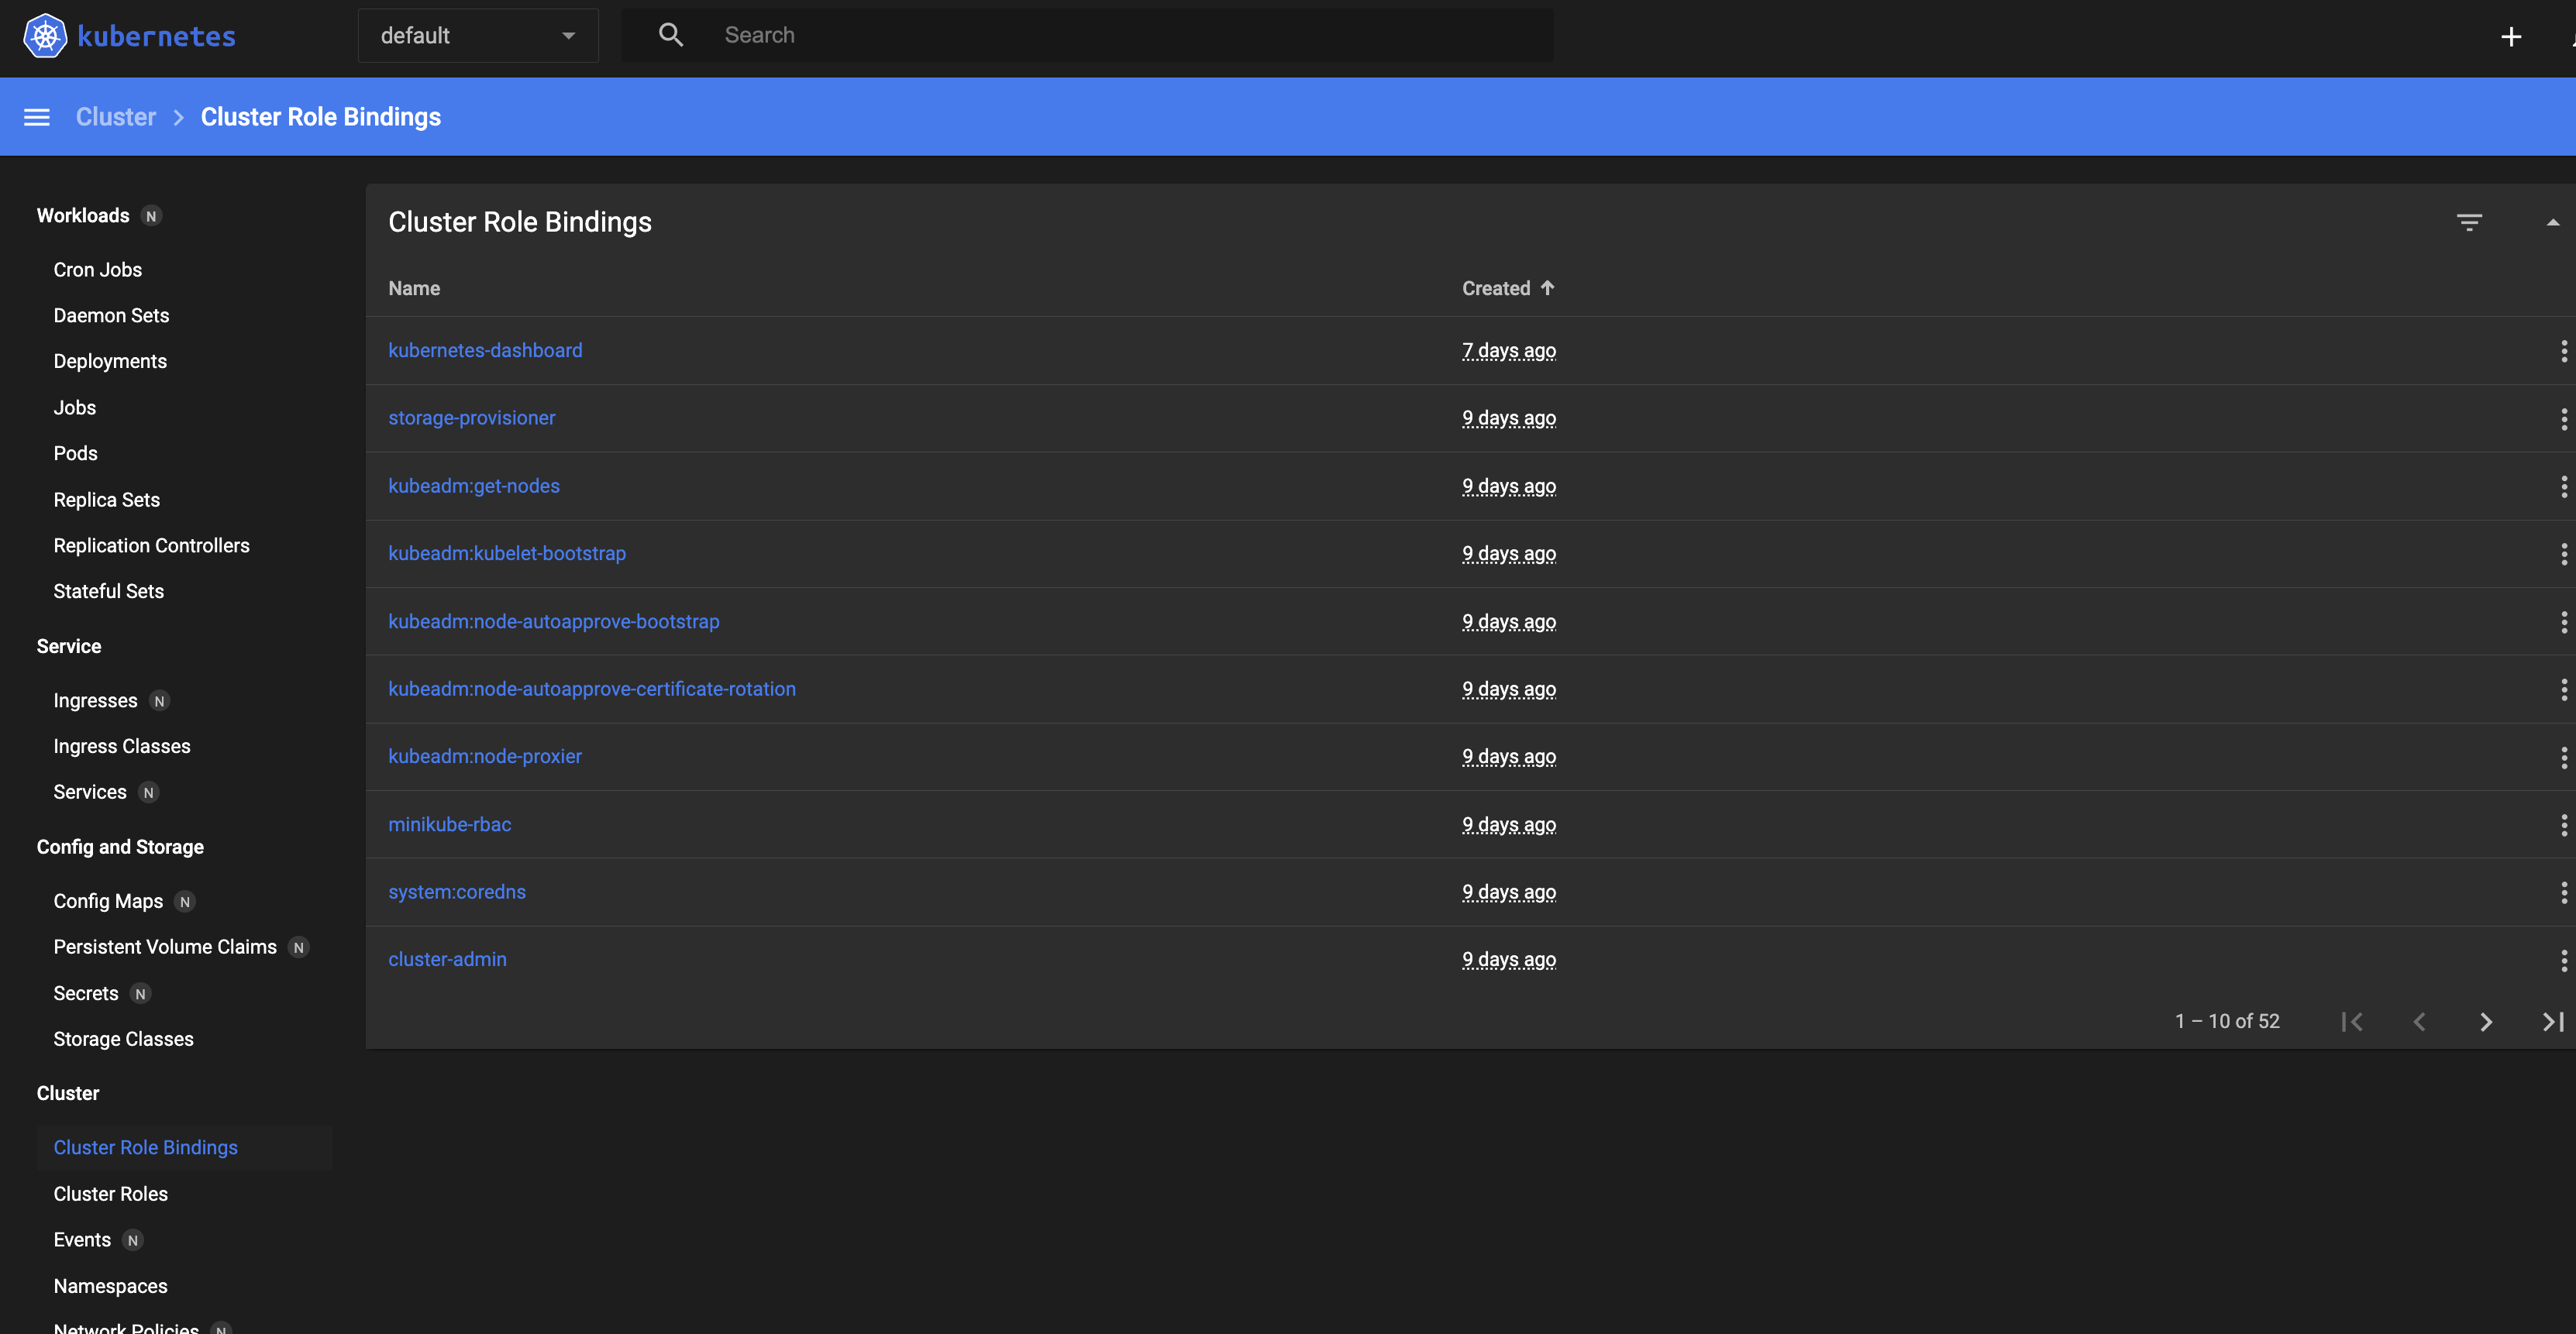 kubernetes
default
Search
Cluster
Cluster Role Bindings
Workloads N
Cron Jobs
Daemon Sets
Deployments
Jobs
Pods
Replica Sets
Replication Controllers
Stateful Sets
Service
Ingresses N
Ingress Classes
Services N
Config and Storage
Config Maps N
Persistent Volume Claims N
Secrets N
Storage Classes
Cluster
Cluster Role Bindings
Cluster Roles
Events N
Namespaces
Network Policies N
Cluster Role Bindings
Name Created
kubernetes-dashboard 7 days ago
storage-provisioner 9 days ago
kubeadm:get-nodes 9 days ago
kubeadm:kubelet-bootstrap 9 days ago
kubeadm:node-autoapprove-bootstrap 9 days ago
kubeadm:node-autoapprove-certificate-rotation 9 days ago
kubeadm:node-proxier 9 days ago
minikube-rbac 9 days ago
system:coredns 9 days ago
cluster-admin 9 days ago
1 – 10 of 52